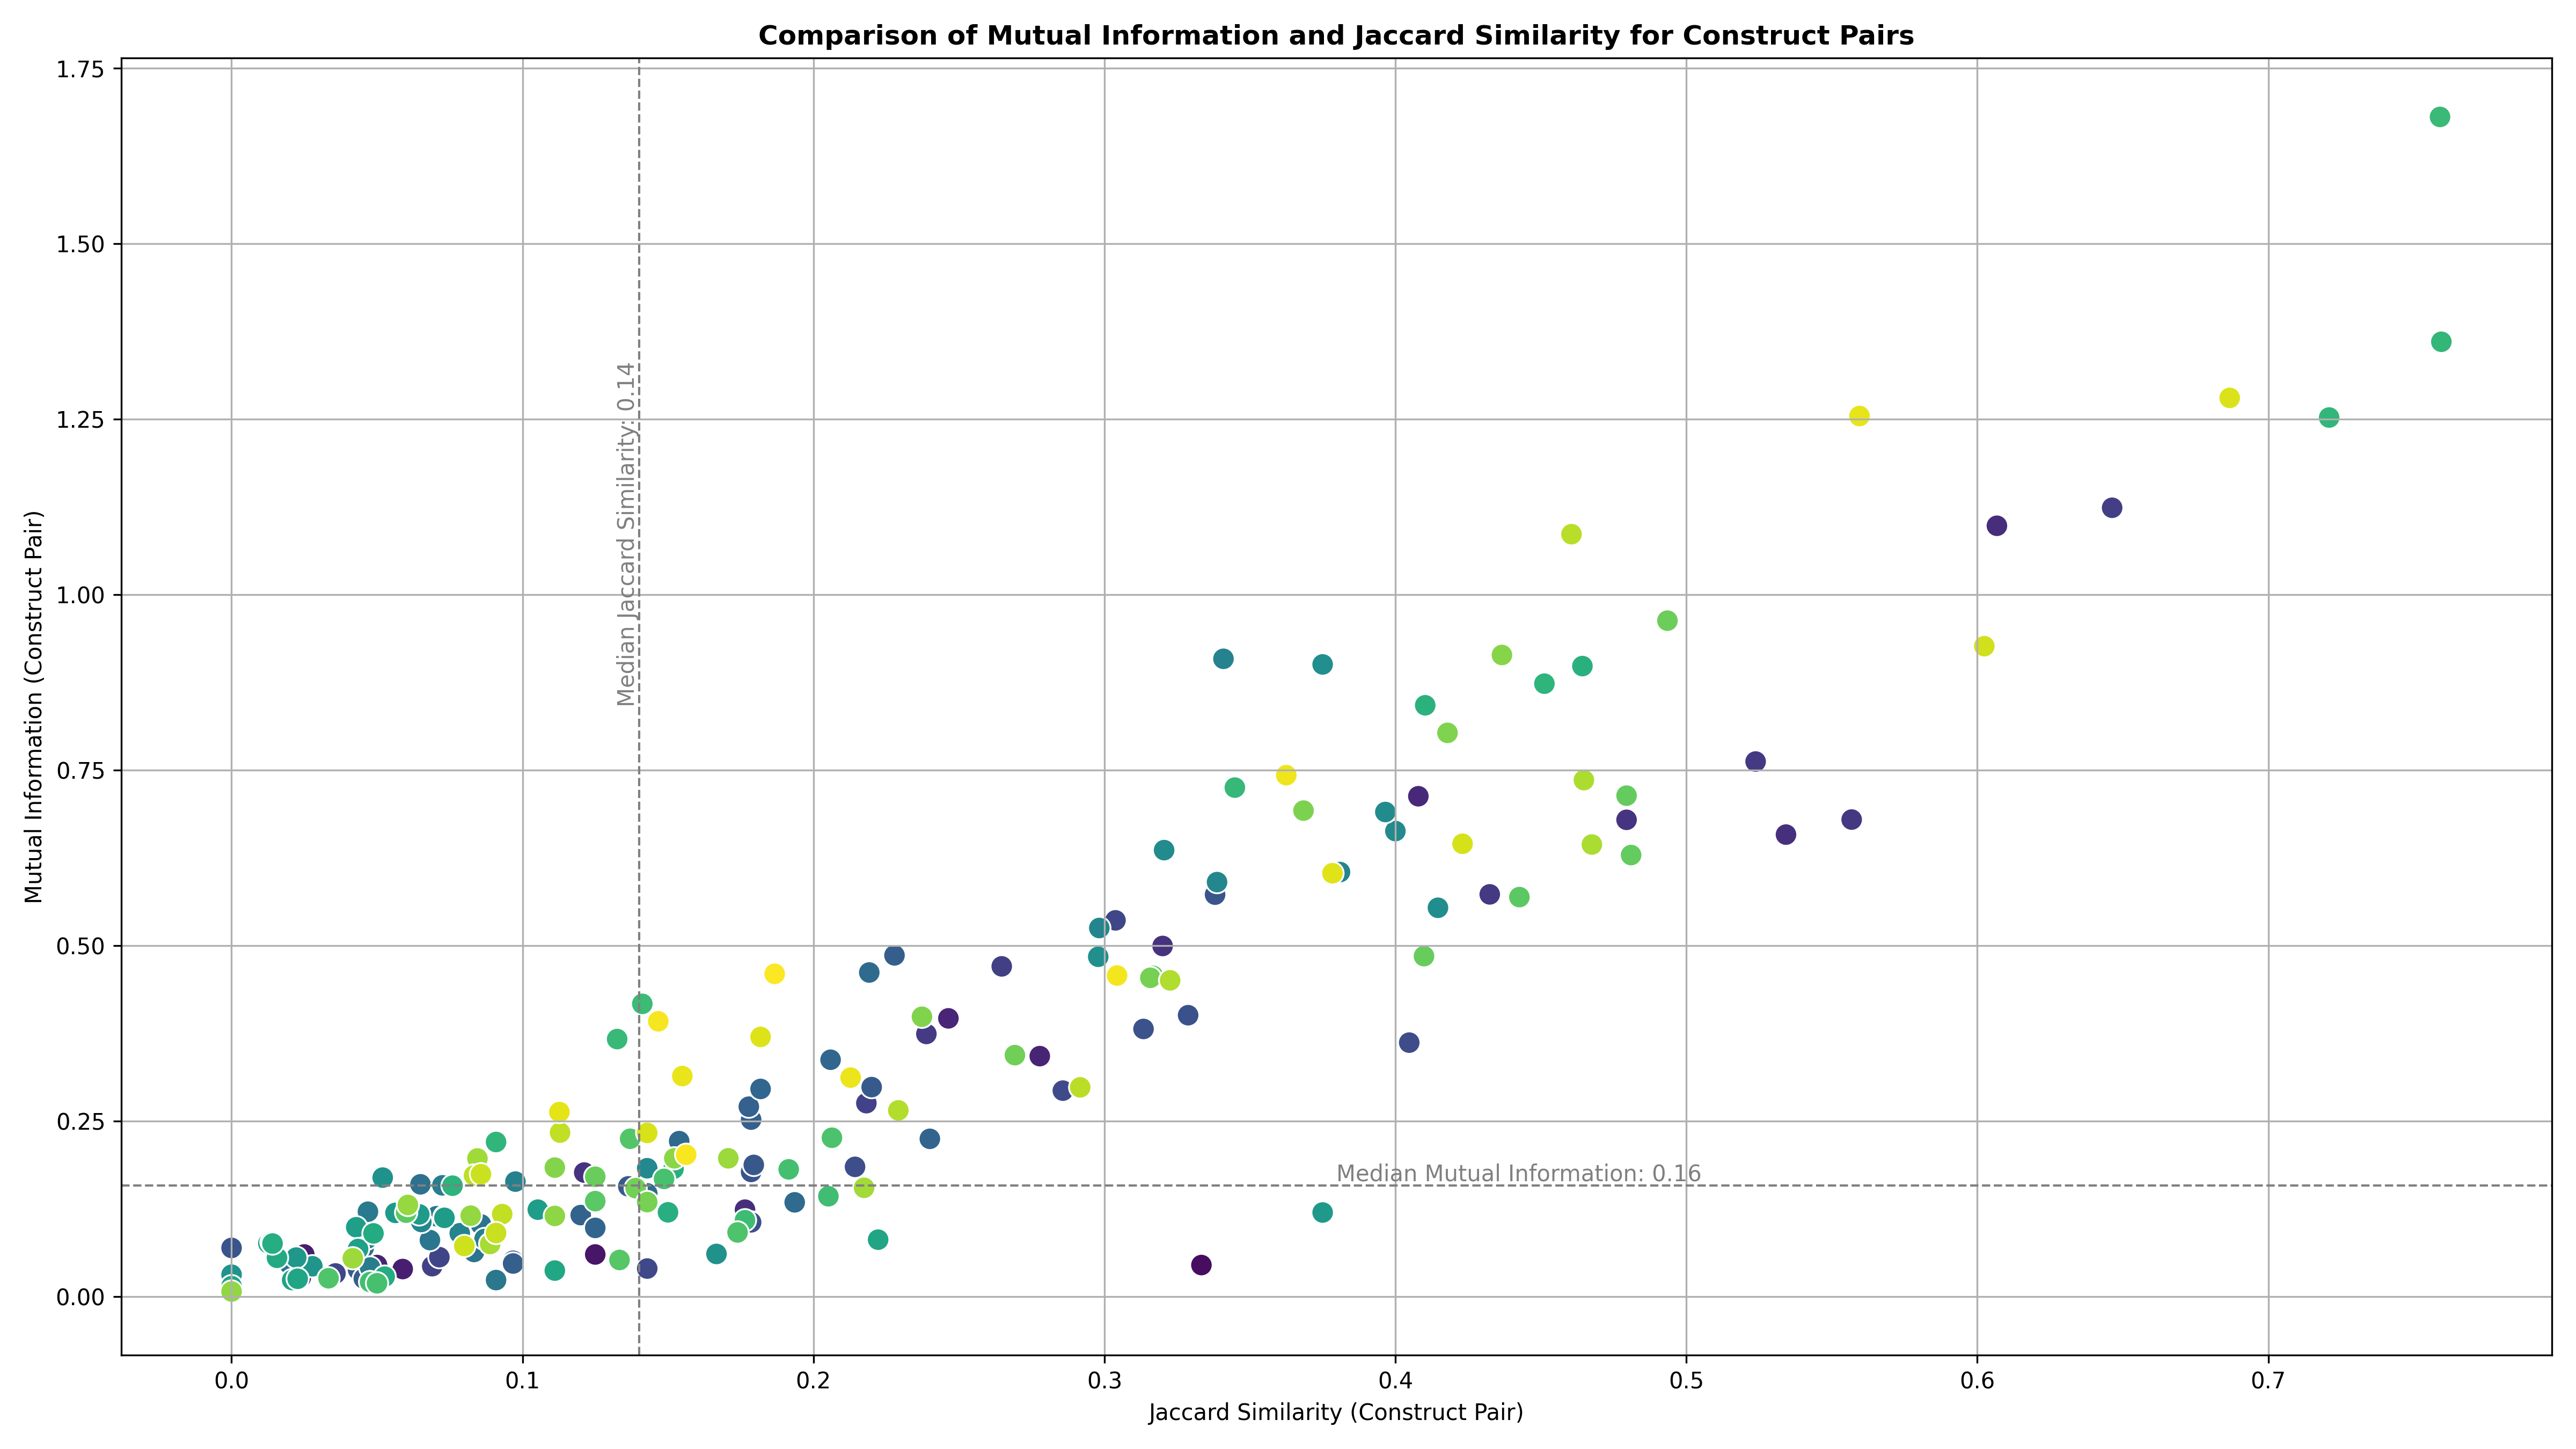 Comparison of Mutual Information and Jaccard Similarity for Construct Pairs
Mutual Information (Construct Pair)
1.75
1.50
1.25
1.00
0.75
0.50
0.25
0.00
Median Jaccard Similarity: 0.14
Median Mutual Information: 0.16
0.0 0.1 0.2 0.3 0.4 0.5 0.6 0.7
Jaccard Similarity (Construct Pair)